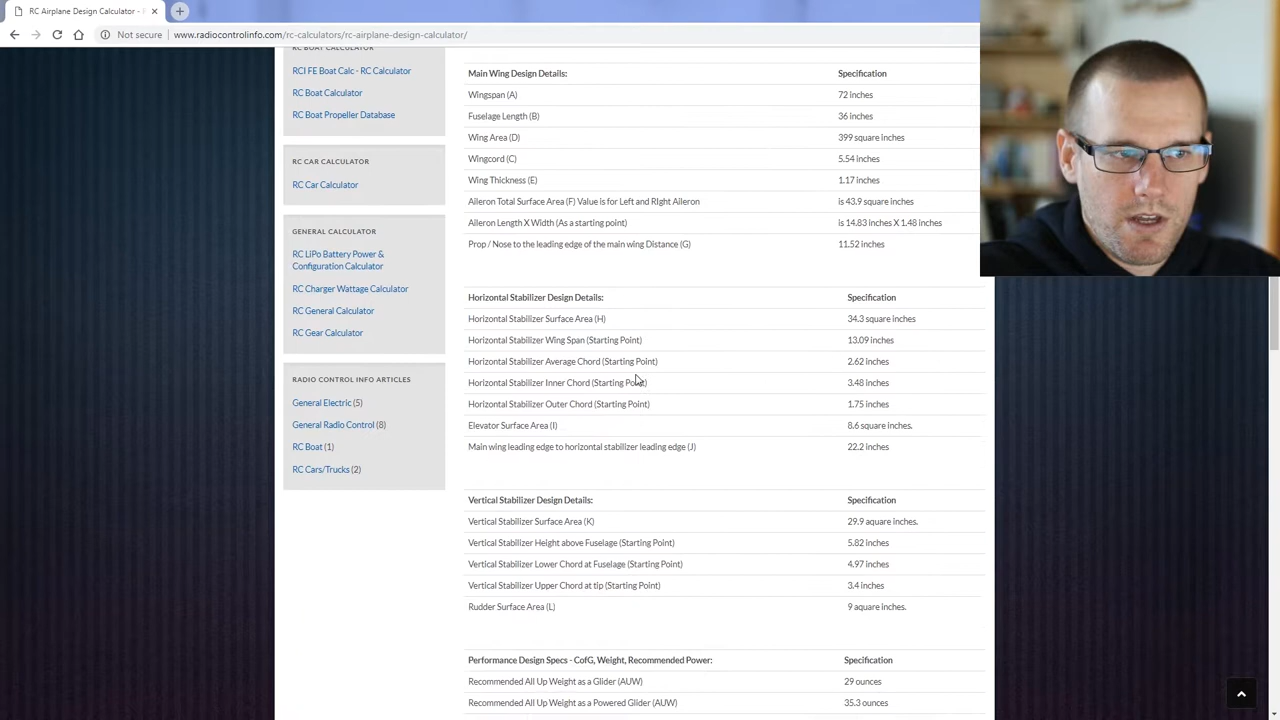 RC Airplane Design Calculator -
Not secure
www.radiocontrolinfo.com/rc-calculators/rc-airplane-design-calculator/
RC BOAT CALCULATOR
RCI FE Boat Calc - RC Calculator
RC Boat Calculator
RC Boat Propeller Database
RC CAR CALCULATOR
RC Car Calculator
GENERAL CALCULATOR
RC LiPo Battery Power &
Configuration Calculator
RC Charger Wattage Calculator
RC General Calculator
RC Gear Calculator
RADIO CONTROL INFO ARTICLES
General Electric (5)
General Radio Control (8)
RC Boat (1)
RC Cars/Trucks (2)
Main Wing Design Details: Specification
Wingspan (A) 72 inches
Fuselage Length (B) 36 inches
Wing Area (D) 399 square inches
Wingcord (C) 5.54 inches
Wing Thickness (E) 1.17 inches
Aileron Total Surface Area (F) Value is for Left and RIght Aileron is 43.9 square inches
Aileron Length X Width (As a starting point) is 14.83 inches X 1.48 inches
Prop / Nose to the leading edge of the main wing Distance (G) 11.52 inches
Horizontal Stabilizer Design Details: Specification
Horizontal Stabilizer Surface Area (H) 34.3 square inches
Horizontal Stabilizer Wing Span (Starting Point) 13.09 inches
Horizontal Stabilizer Average Chord (Starting Point) 2.62 inches
Horizontal Stabilizer Inner Chord (Starting Point) 3.48 inches
Horizontal Stabilizer Outer Chord (Starting Point) 1.75 inches
Elevator Surface Area (I) 8.6 square inches.
Main wing leading edge to horizontal stabilizer leading edge (J) 22.2 inches
Vertical Stabilizer Design Details: Specification
Vertical Stabilizer Surface Area (K) 29.9 aquare inches.
Vertical Stabilizer Height above Fuselage (Starting Point) 5.82 inches
Vertical Stabilizer Lower Chord at Fuselage (Starting Point) 4.97 inches
Vertical Stabilizer Upper Chord at tip (Starting Point) 3.4 inches
Rudder Surface Area (L) 9 aquare inches.
Performance Design Specs - CofG, Weight, Recommended Power: Specification
Recommended All Up Weight as a Glider (AUW) 29 ounces
Recommended All Up Weight as a Powered Glider (AUW) 35.3 ounces